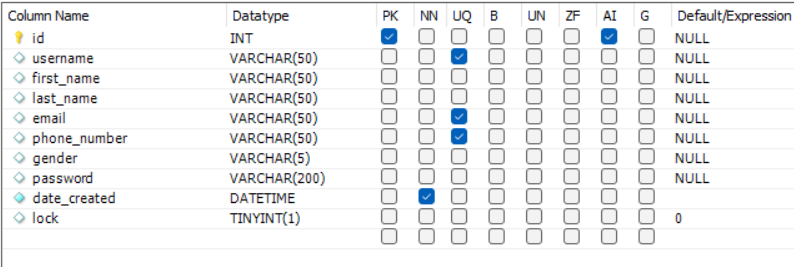 Column Name Datatype PK NN UQ B UN ZF AI G Default/Expression
id INT NULL
username VARCHAR(50) NULL
first_name VARCHAR(50) NULL
last_name VARCHAR(50) NULL
email VARCHAR(50) NULL
phone_number VARCHAR(50) NULL
gender VARCHAR(5) NULL
password VARCHAR(200) NULL
date_created DATETIME
lock TINYINT(1) 0